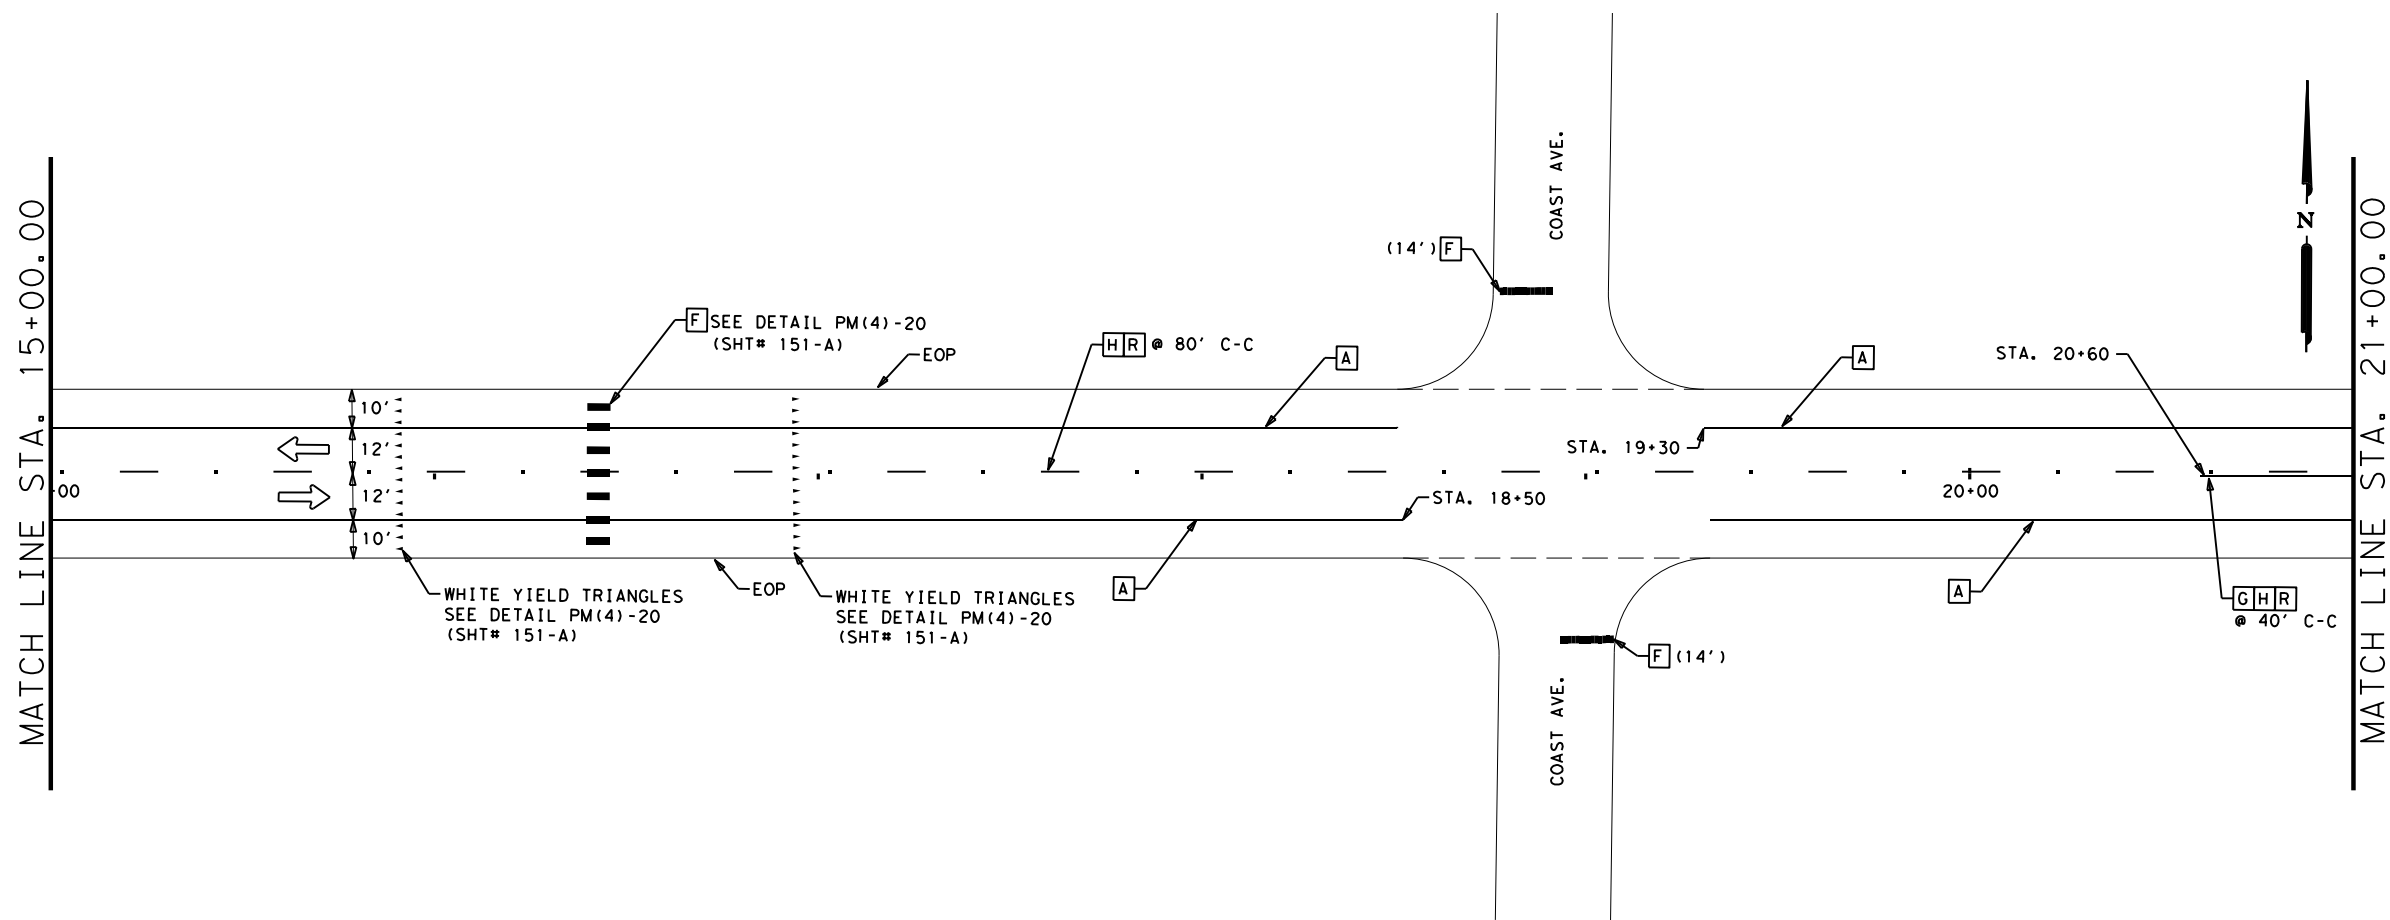 MATCH LINE STA. 15+00.00
COAST AVE.
N
(14') F
F SEE DETAIL PM(4)-20
(SHT# 151-A)
EOP
H R @ 80' C-C
A
A
STA. 20+60
10'
12'
12'
10'
STA. 19+30
STA. 18+50
00
20+00
WHITE YIELD TRIANGLES
SEE DETAIL PM(4)-20
(SHT# 151-A)
EOP
WHITE YIELD TRIANGLES
SEE DETAIL PM(4)-20
(SHT# 151-A)
A
A
G H R
@ 40' C-C
F (14')
COAST AVE.
MATCH LINE STA. 21+00.00